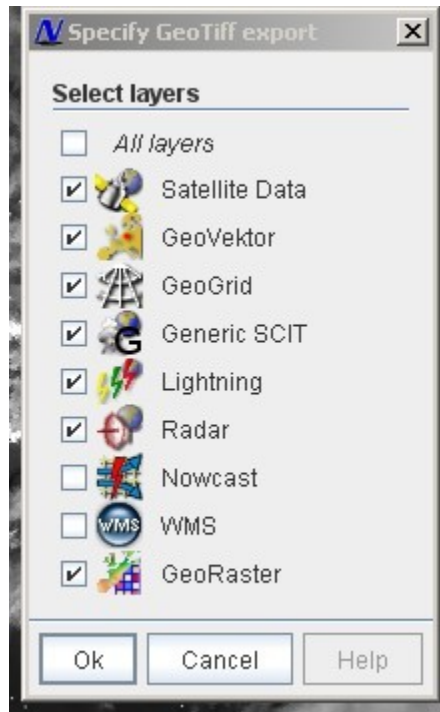 Specify GeoTiff export
Select layers
All layers
Satellite Data
GeoVektor
GeoGrid
G
Generic SCIT
Lightning
Radar
Nowcast
WMS
WMS
GeoRaster
Ok
Cancel
Help